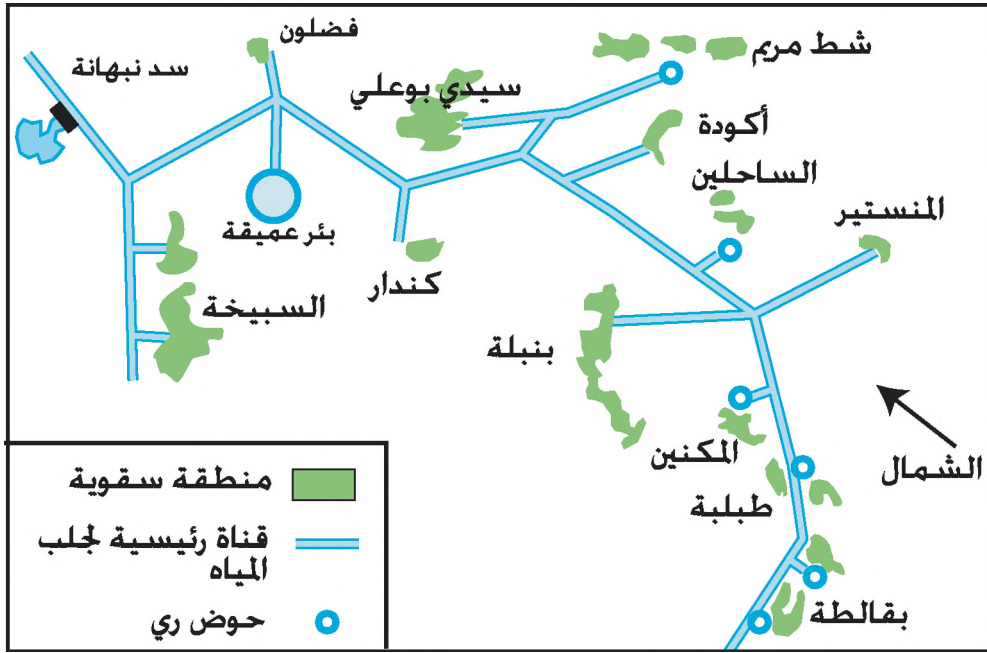 فضلون
شط مريم
سد نبهانة
سيدي بوعلي
أكودة
الساحلين
المنستير
بئر عميقة
كندار
السبيخة
بنبلة
المكنين
الشمال
طبلبة
بقالطة
منطقة سقوية
قناة رئيسية لجلب
المياه
حوض ري